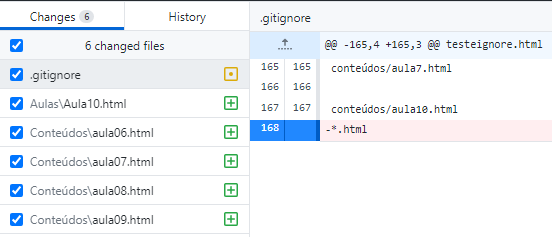 Changes 6
History
6 changed files
.gitignore
Aulas\Aula10.html
Conteúdos\aula06.html
Conteúdos\aula07.html
Conteúdos\aula08.html
Conteúdos\aula09.html
.gitignore
@@ -165,4 +165,3 @@ testeignore.html
165 165 conteúdos/aula7.html
166 166
167 167 conteúdos/aula10.html
168 -*.html